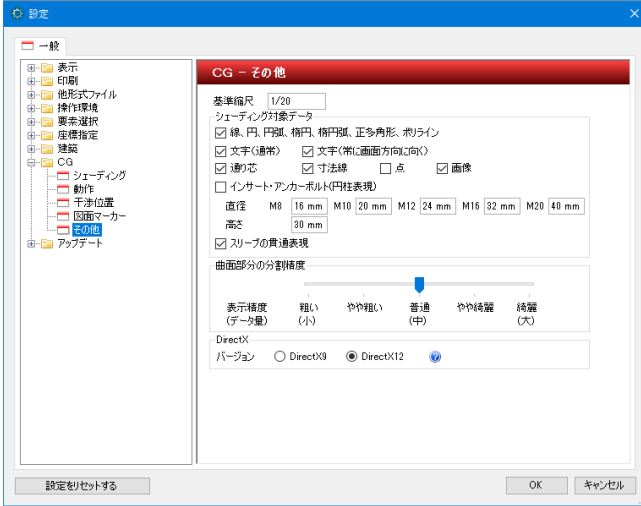 設定
一般
表示
印刷
他形式ファイル
操作環境
要素選択
座標指定
建築
CG
シェーディング
動作
干渉位置
図面マーカー
その他
アップデート
CG - その他
基準縮尺 1/20
シェーディング対象データ
線、円、円弧、楕円、楕円弧、正多角形、ポリライン
文字(通常) 文字(常に画面方向に向く)
通り芯 寸法線 点 画像
インサート・アンカーボルト(円柱表現)
直径 M8 16 mm M10 20 mm M12 24 mm M16 32 mm M20 40 mm
高さ 30 mm
スリーブの貫通表現
曲面部分の分割精度
表示精度 粗い やや粗い 普通 やや綺麗 綺麗
(データ量) (小) (中) (大)
DirectX
バージョン DirectX9 DirectX12
設定をリセットする OK キャンセル